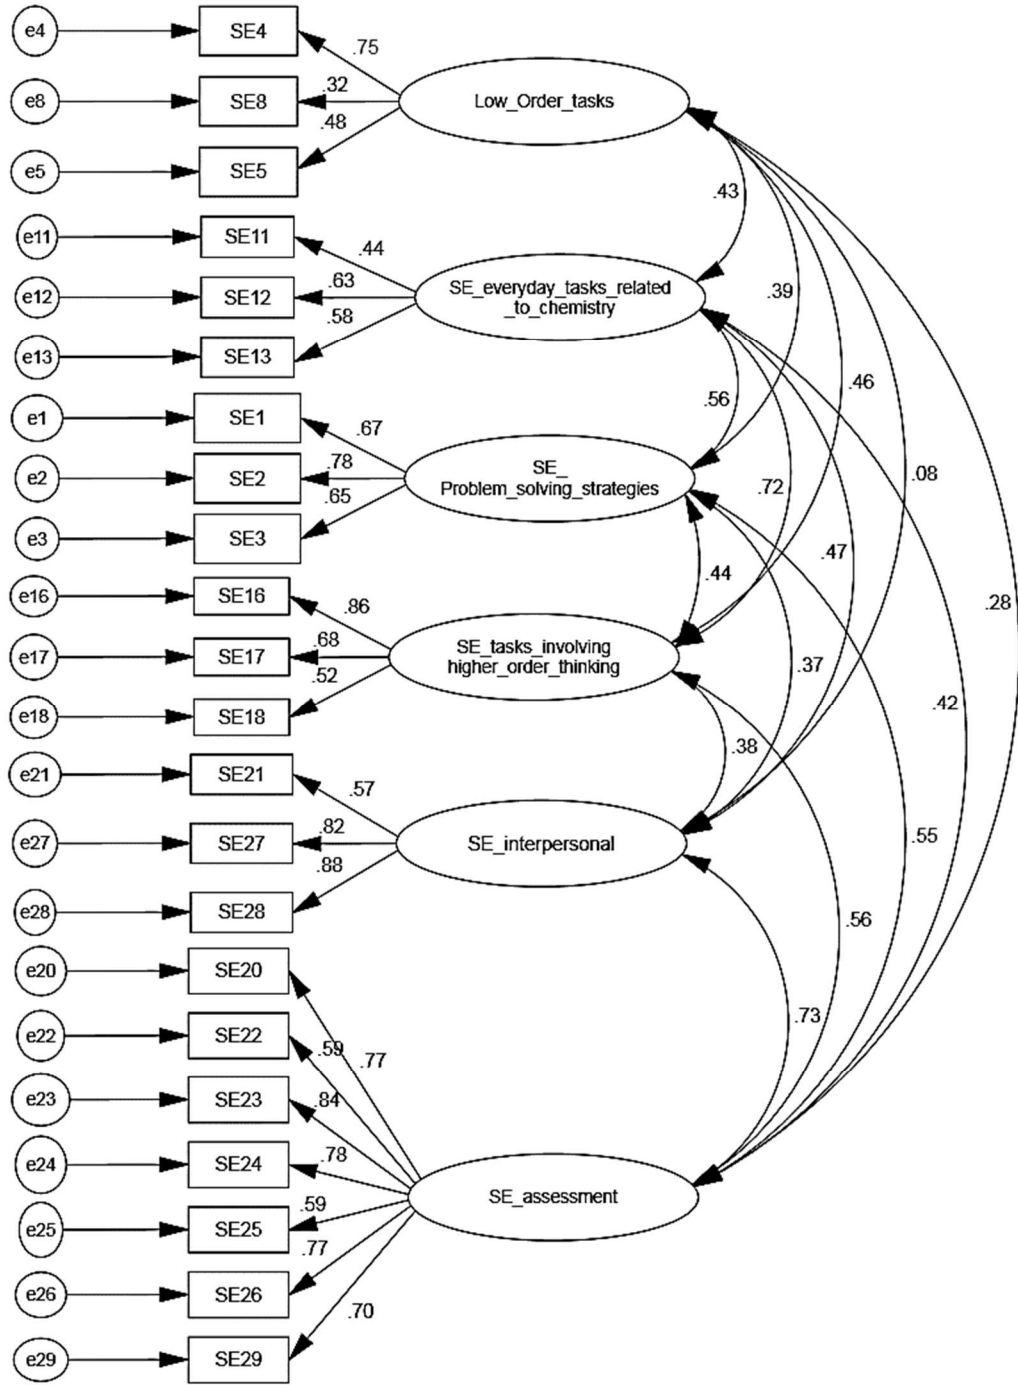 e4 SE4 .75
e8 SE8 .32 Low_Order_tasks
.48
e5 SE5
.43
e11 SE11 .44
e12 SE12 .63 SE_everyday_tasks_related
_to_chemistry
.39
.58
e13 SE13
.46
.56
e1 SE1 .67
e2 SE2 .78 SE_
Problem_solving_strategies
.08
.72
.65
e3 SE3
.47
.44
e16 SE16 .86
.28
e17 SE17 .68 SE_tasks_involving
higher_order_thinking
.37
.52
e18 SE18
.42
.38
e21 SE21 .57
e27 SE27 .82 SE_interpersonal
.55
.88
e28 SE28
.56
e20 SE20
.73
e22 SE22 .59 .77
e23 SE23 .84
e24 SE24 .78
SE_assessment
e25 SE25 .59
.77
e26 SE26
.70
e29 SE29